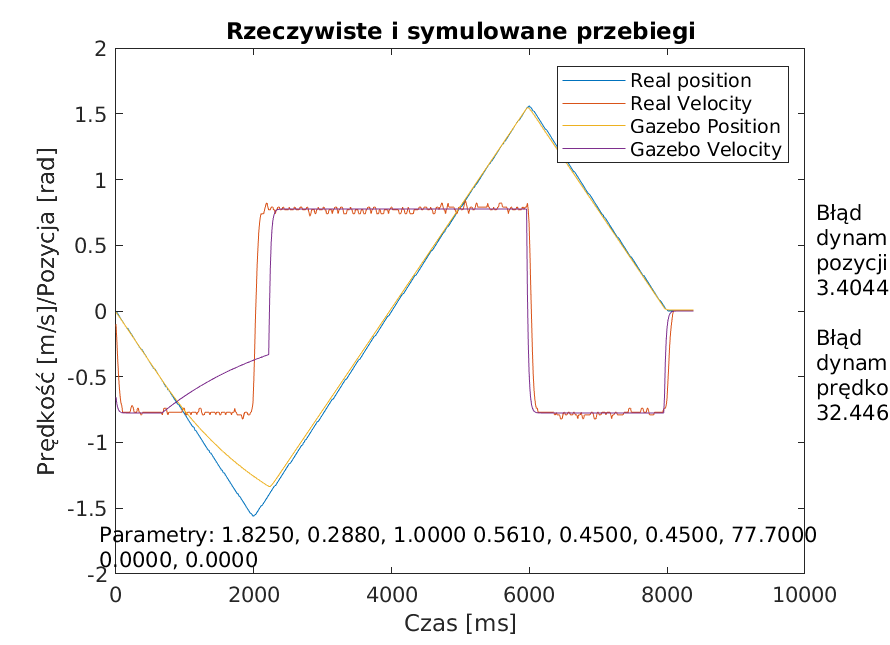 Rzeczywiste i symulowane przebiegi
2
1.5
1
0.5
0
-0.5
-1
-1.5
-2
Prędkość [m/s]/Pozycja [rad]
Real position
Real Velocity
Gazebo Position
Gazebo Velocity
Błąd
dynam
pozycji
3.4044
Błąd
dynam
prędko
32.446
Parametry: 1.8250, 0.2880, 1.0000 0.5610, 0.4500, 0.4500, 77.7000
0.0000, 0.0000
0 2000 4000 6000 8000 10000
Czas [ms]